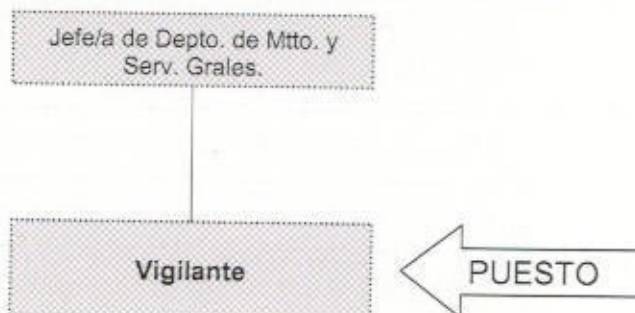 Jefe/a de Depto. de Mtto. y
Serv. Grales.
Vigilante
PUESTO